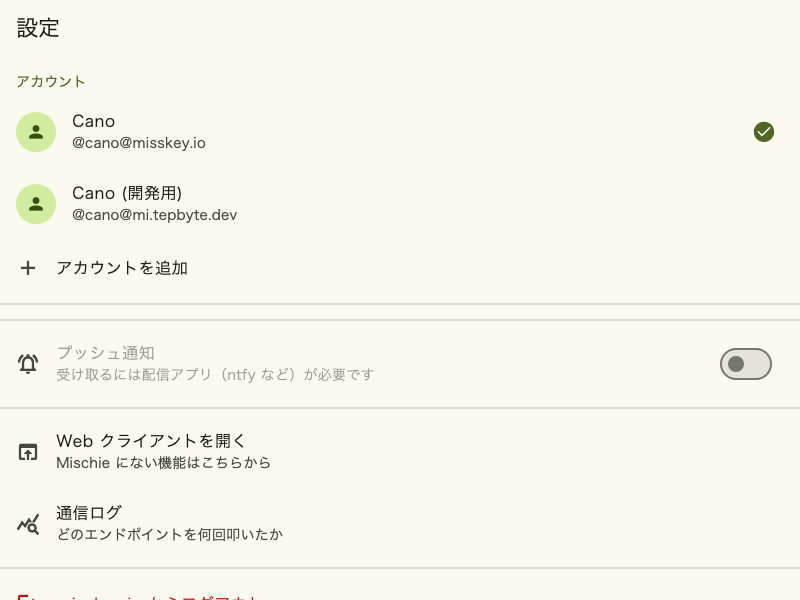 設定
アカウント
Cano
@cano@misskey.io
Cano (開発用)
@cano@mi.tepbyte.dev
アカウントを追加
プッシュ通知
受け取るには配信アプリ（ntfy など）が必要です
Web クライアントを開く
Mischie にない機能はこちらから
通信ログ
どのエンドポイントを何回叩いたか